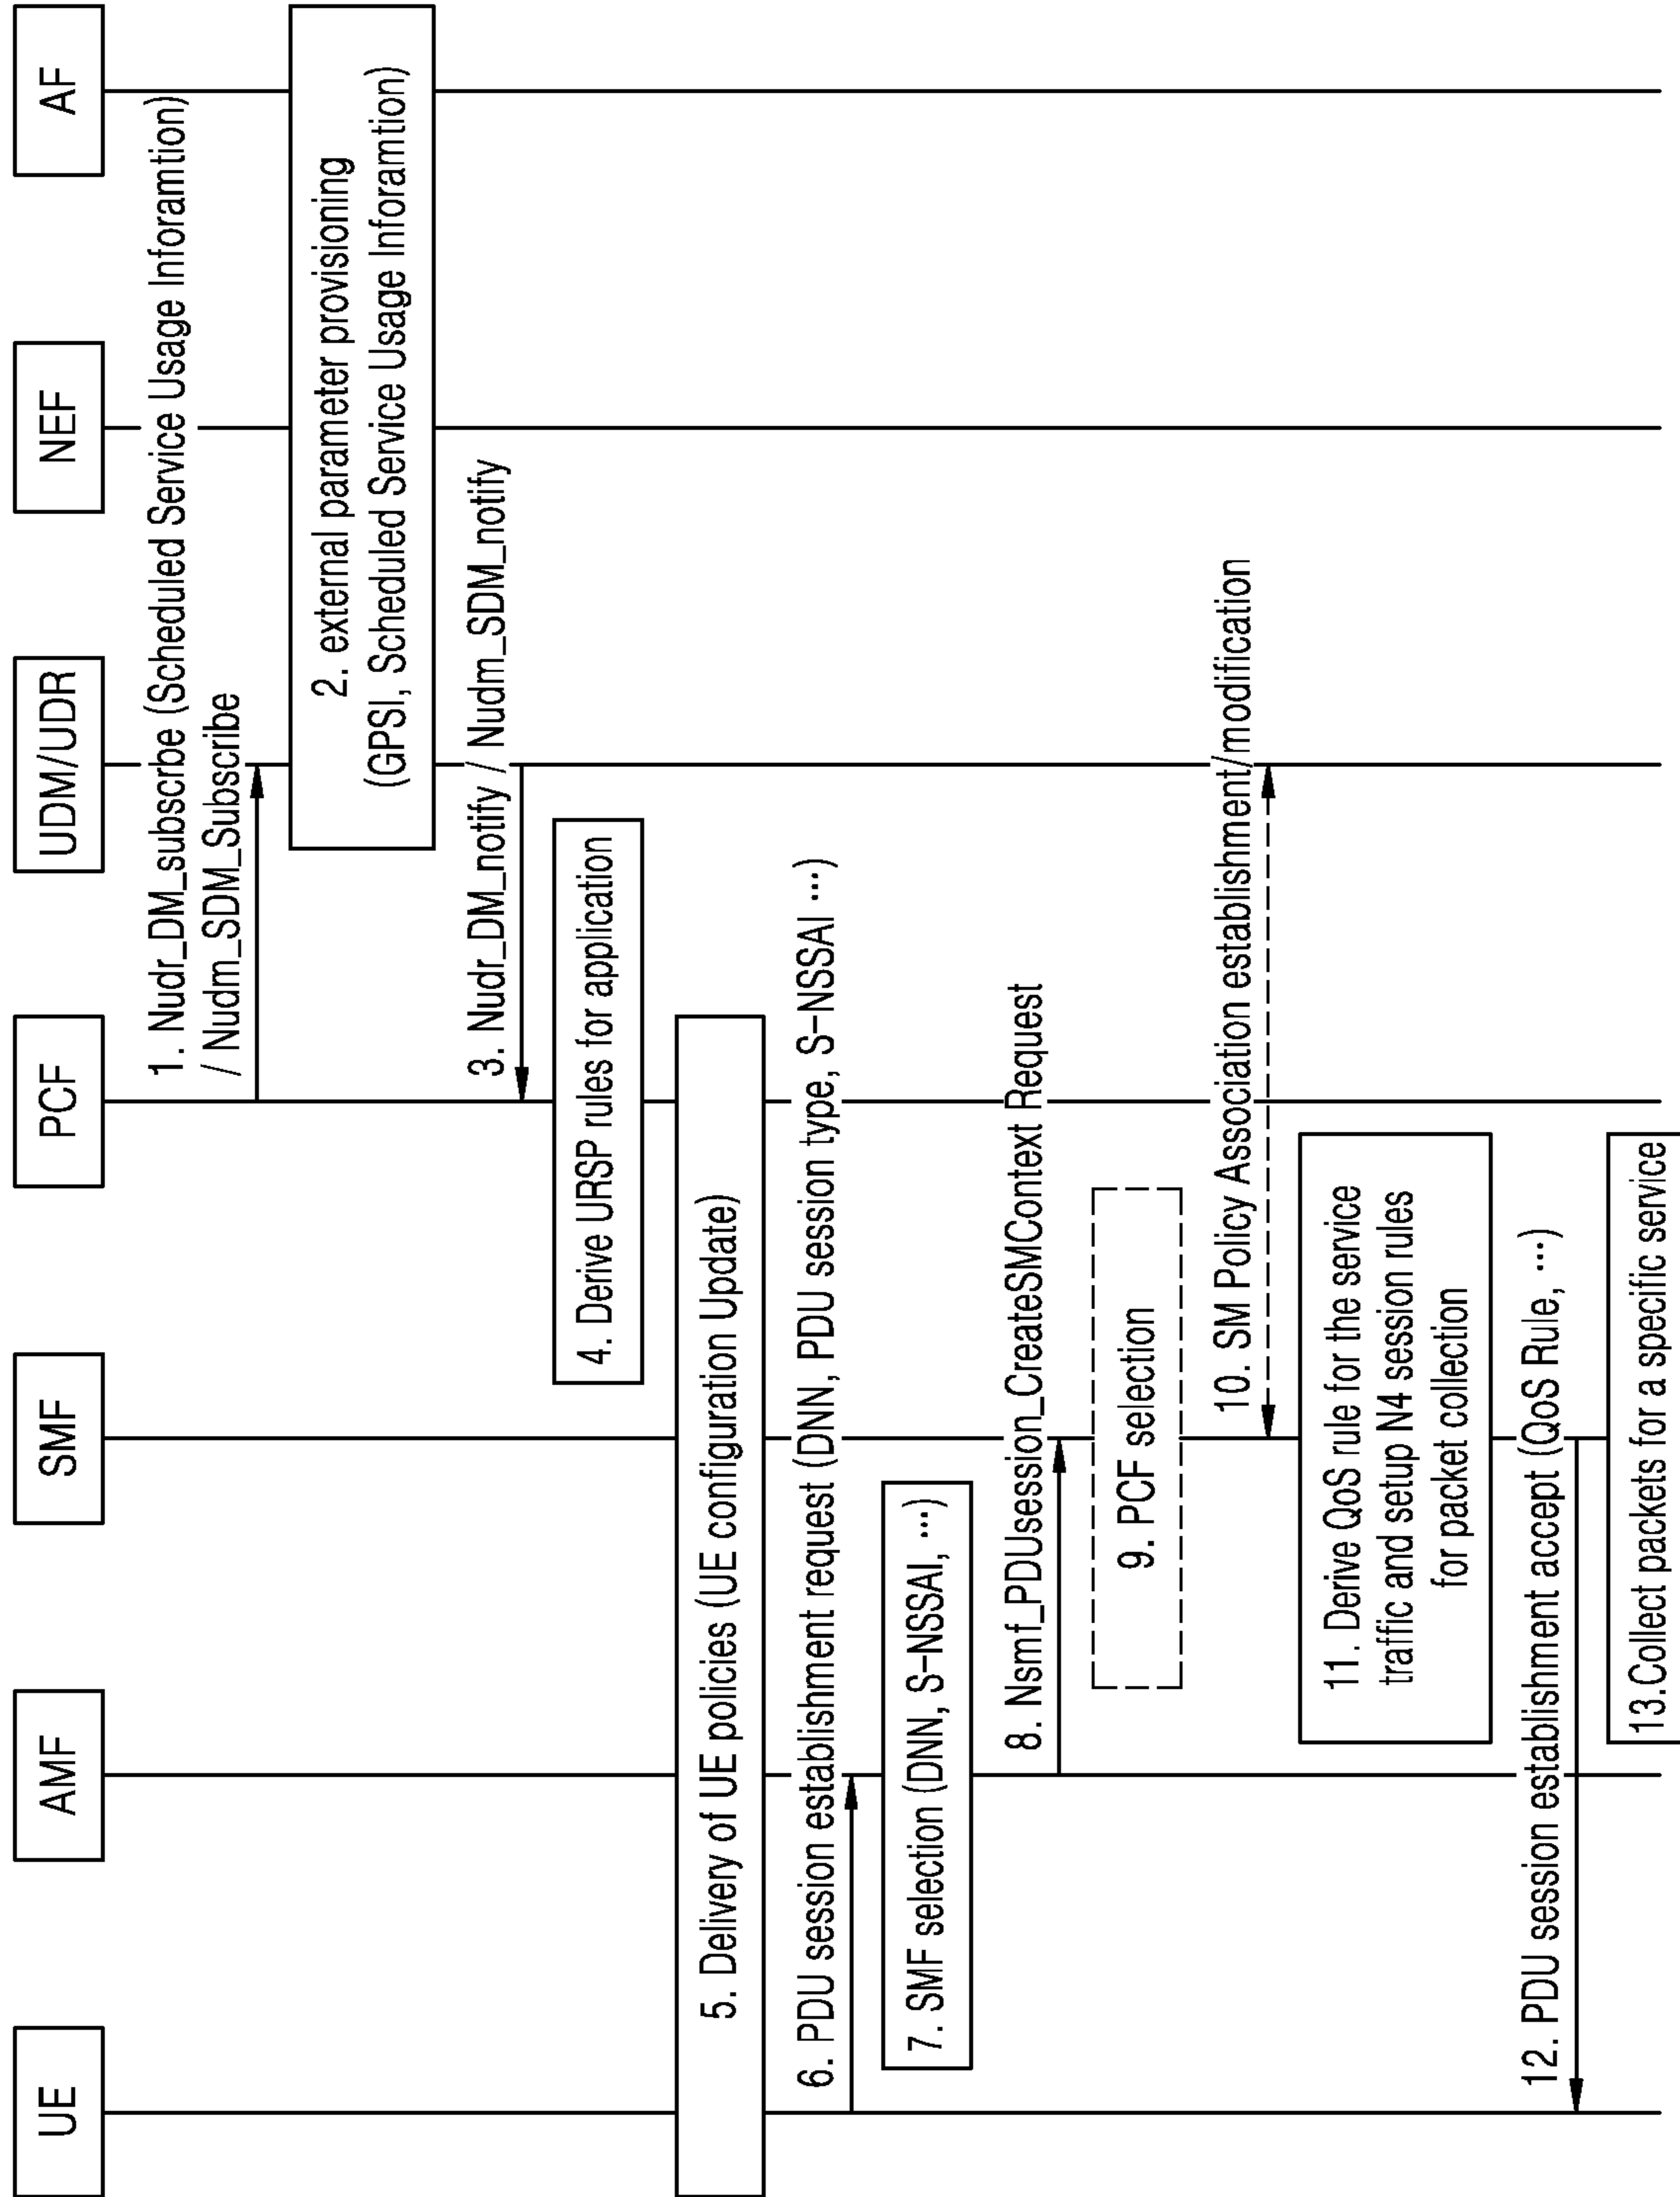 UE
AMF
SMF
PCF
UDM/UDR
NEF
AF
1. Nudr_DM_subscrbe (Scheduled Service Usage Inforamtion)
/ Nudm_SDM_Subscribe
2. external parameter provisioning
(GPSI, Scheduled Service Usage Inforamtion)
3. Nudr_DM_notify / Nudm_SDM_notify
4. Derive URSP rules for application
5. Delivery of UE policies (UE configuration Update)
6. PDU session establishment request (DNN, PDU session type, S-NSSAI ···)
7. SMF selection (DNN, S-NSSAI, ···)
8. Nsmf_PDUsession_CreateSMContext Request
9. PCF selection
10. SM Policy Association establishment/modification
11. Derive QoS rule for the service
traffic and setup N4 session rules
for packet collection
12. PDU session establishment accept (QoS Rule, ···)
13.Collect packets for a specific service